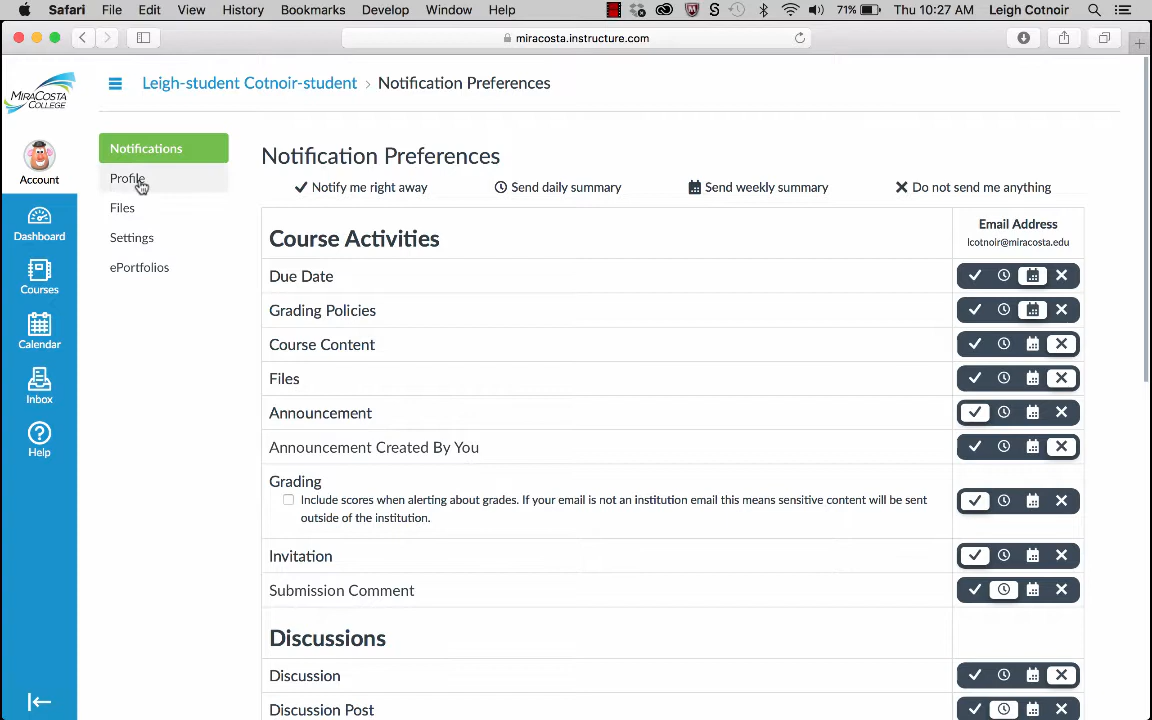 Safari File Edit View History Bookmarks Develop Window Help 71% Thu 10:27 AM Leigh Cotnoir
miracosta.instructure.com
MIRACOSTA COLLEGE
Leigh-student Cotnoir-student › Notification Preferences
Account
Dashboard
Courses
Calendar
Inbox
Help
Notifications
Profile
Files
Settings
ePortfolios
Notification Preferences
Notify me right away Send daily summary Send weekly summary Do not send me anything
Course Activities
Email Address
lcotnoir@miracosta.edu
Due Date
Grading Policies
Course Content
Files
Announcement
Announcement Created By You
Grading
Include scores when alerting about grades. If your email is not an institution email this means sensitive content will be sent
outside of the institution.
Invitation
Submission Comment
Discussions
Discussion
Discussion Post